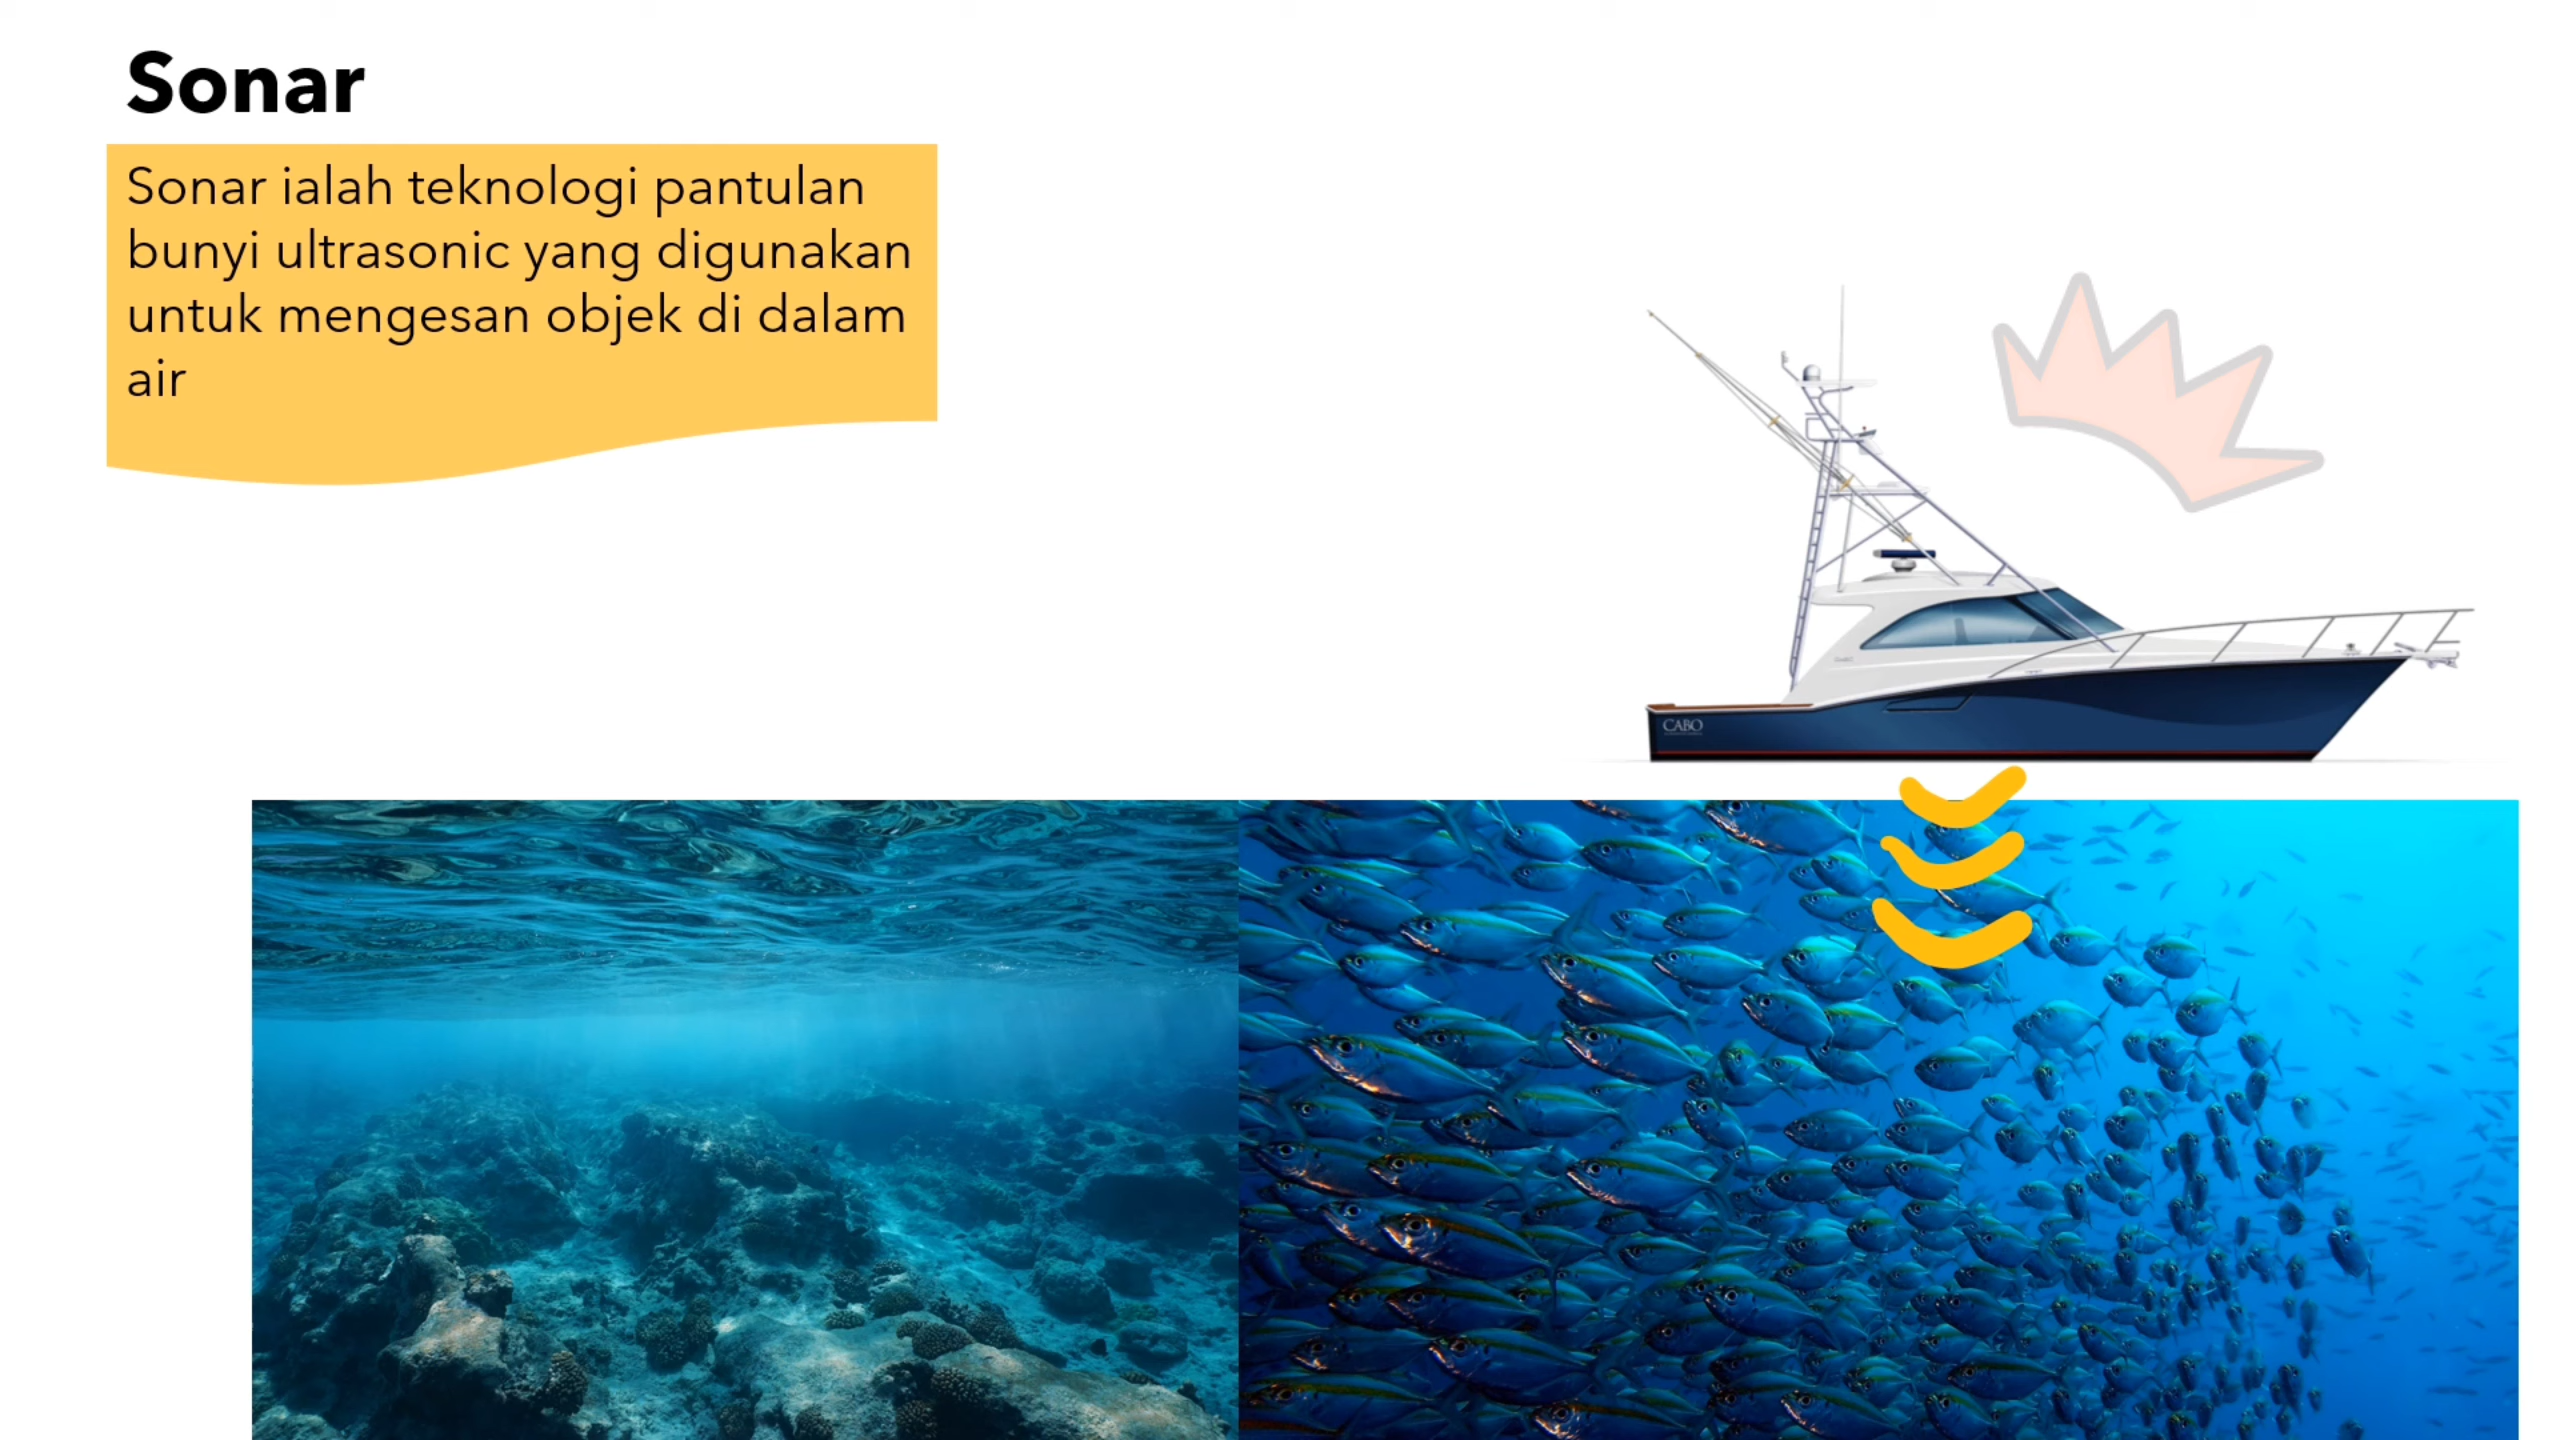 Sonar
Sonar ialah teknologi pantulan
bunyi ultrasonic yang digunakan
untuk mengesan objek di dalam
air
CABO